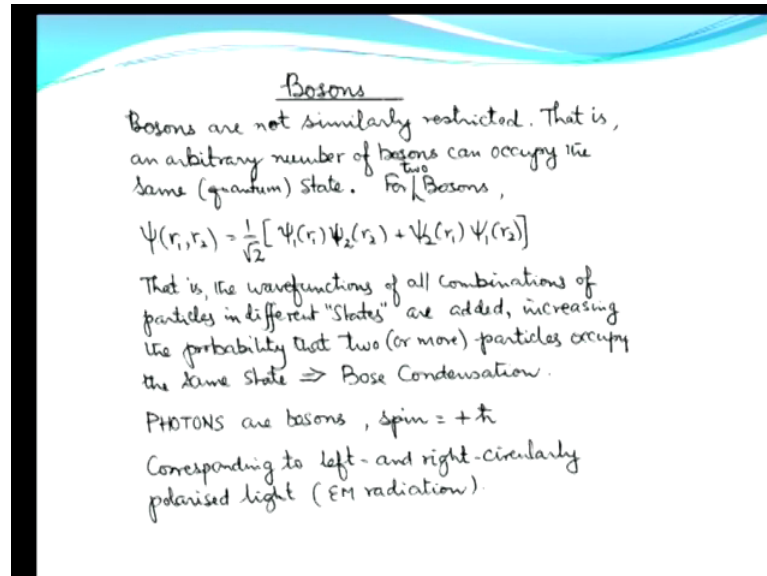 Bosons
Bosons are not similarly restricted. That is,
an arbitrary number of bosons can occupy the
same (quantum) state. For two Bosons,
Ψ(r₁,r₂) = 1/√2 [ Ψ₁(r₁) Ψ₂(r₂) + Ψ₂(r₁) Ψ₁(r₂)]
That is, the wavefunctions of all combinations of
particles in different "States" are added, increasing
the probability that two (or more) particles occupy
the same state ⇒ Bose Condensation.
PHOTONS are bosons, spin = +ħ
Corresponding to left- and right-circularly
polarised light (EM radiation).